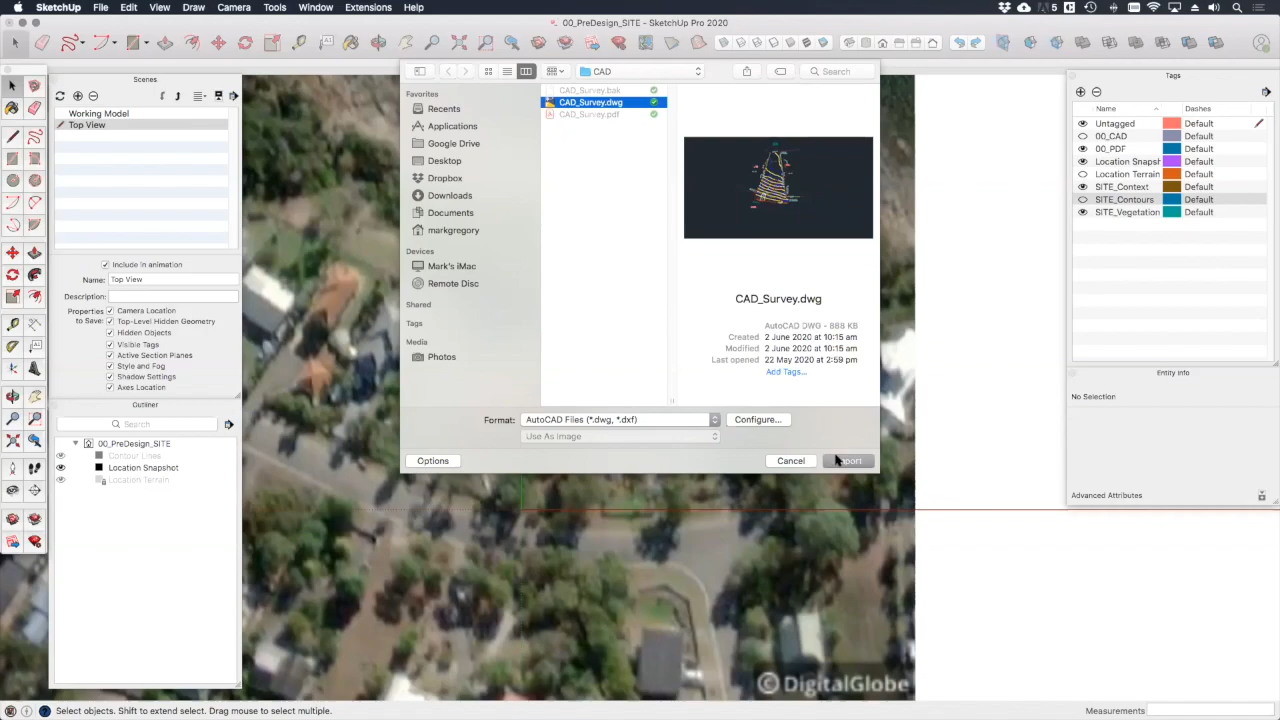 SketchUp File Edit View Draw Camera Tools Window Extensions Help
00_PreDesign_SITE - SketchUp Pro 2020
Scenes
Working Model
Top View
Include in animation
Name: Top View
Description:
Properties to Save:
Camera Location
Top-Level Hidden Geometry
Hidden Objects
Visible Tags
Active Section Planes
Style and Fog
Shadow Settings
Axes Location
Outliner
Search
00_PreDesign_SITE
Contour Lines
Location Snapshot
Location Terrain
CAD
Search
Favorites
Recents
Applications
Google Drive
Desktop
Dropbox
Downloads
Documents
markgregory
Devices
Mark's iMac
Remote Disc
Shared
Tags
Media
Photos
CAD_Survey.bak
CAD_Survey.dwg
CAD_Survey.pdf
CAD_Survey.dwg
AutoCAD DWG - 888 KB
Created 2 June 2020 to 10:15 am
Modified 2 June 2020 to 10:15 am
Last opened 22 May 2020 at 2:59 pm
Add Tags...
Format: AutoCAD Files (*.dwg, *.dxf)
Configure...
Use As Image
Options
Cancel
Import
Tags
Name Dashes
Untagged Default
00_CAD Default
00_PDF Default
Location Snapsh Default
Location Terrain Default
SITE_Context Default
SITE_Contours Default
SITE_Vegetation Default
Entity Info
No Selection
Advanced Attributes
© DigitalGlobe
Select objects. Shift to extend select. Drag mouse to select multiple.
Measurements